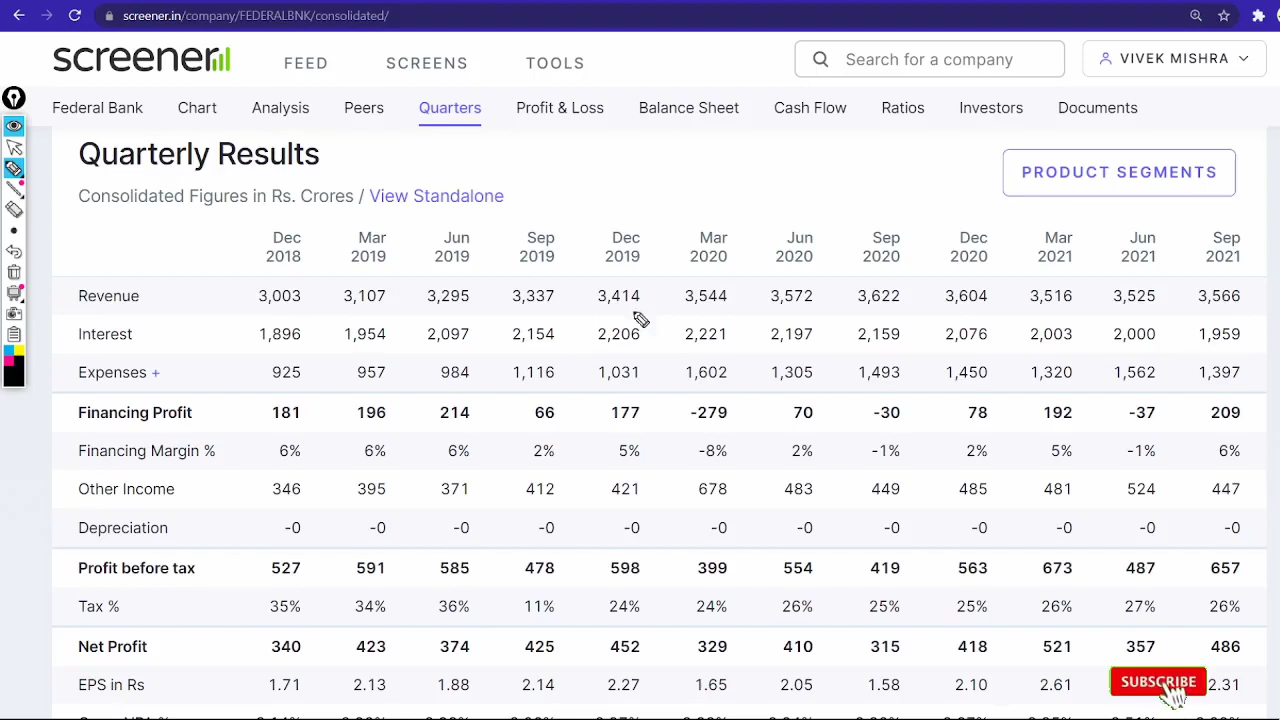 screener.in/company/FEDERALBNK/consolidated/
screener FEED SCREENS TOOLS Search for a company VIVEK MISHRA
Federal Bank Chart Analysis Peers Quarters Profit & Loss Balance Sheet Cash Flow Ratios Investors Documents
Quarterly Results
PRODUCT SEGMENTS
Consolidated Figures in Rs. Crores / View Standalone
Dec Mar Jun Sep Dec Mar Jun Sep Dec Mar Jun Sep
2018 2019 2019 2019 2019 2020 2020 2020 2020 2021 2021 2021
Revenue 3,003 3,107 3,295 3,337 3,414 3,544 3,572 3,622 3,604 3,516 3,525 3,566
Interest 1,896 1,954 2,097 2,154 2,206 2,221 2,197 2,159 2,076 2,003 2,000 1,959
Expenses + 925 957 984 1,116 1,031 1,602 1,305 1,493 1,450 1,320 1,562 1,397
Financing Profit 181 196 214 66 177 -279 70 -30 78 192 -37 209
Financing Margin % 6% 6% 6% 2% 5% -8% 2% -1% 2% 5% -1% 6%
Other Income 346 395 371 412 421 678 483 449 485 481 524 447
Depreciation -0 -0 -0 -0 -0 -0 -0 -0 -0 -0 -0 -0
Profit before tax 527 591 585 478 598 399 554 419 563 673 487 657
Tax % 35% 34% 36% 11% 24% 24% 26% 25% 25% 26% 27% 26%
Net Profit 340 423 374 425 452 329 410 315 418 521 357 486
EPS in Rs 1.71 2.13 1.88 2.14 2.27 1.65 2.05 1.58 2.10 2.61 2.31
SUBSCRIBE